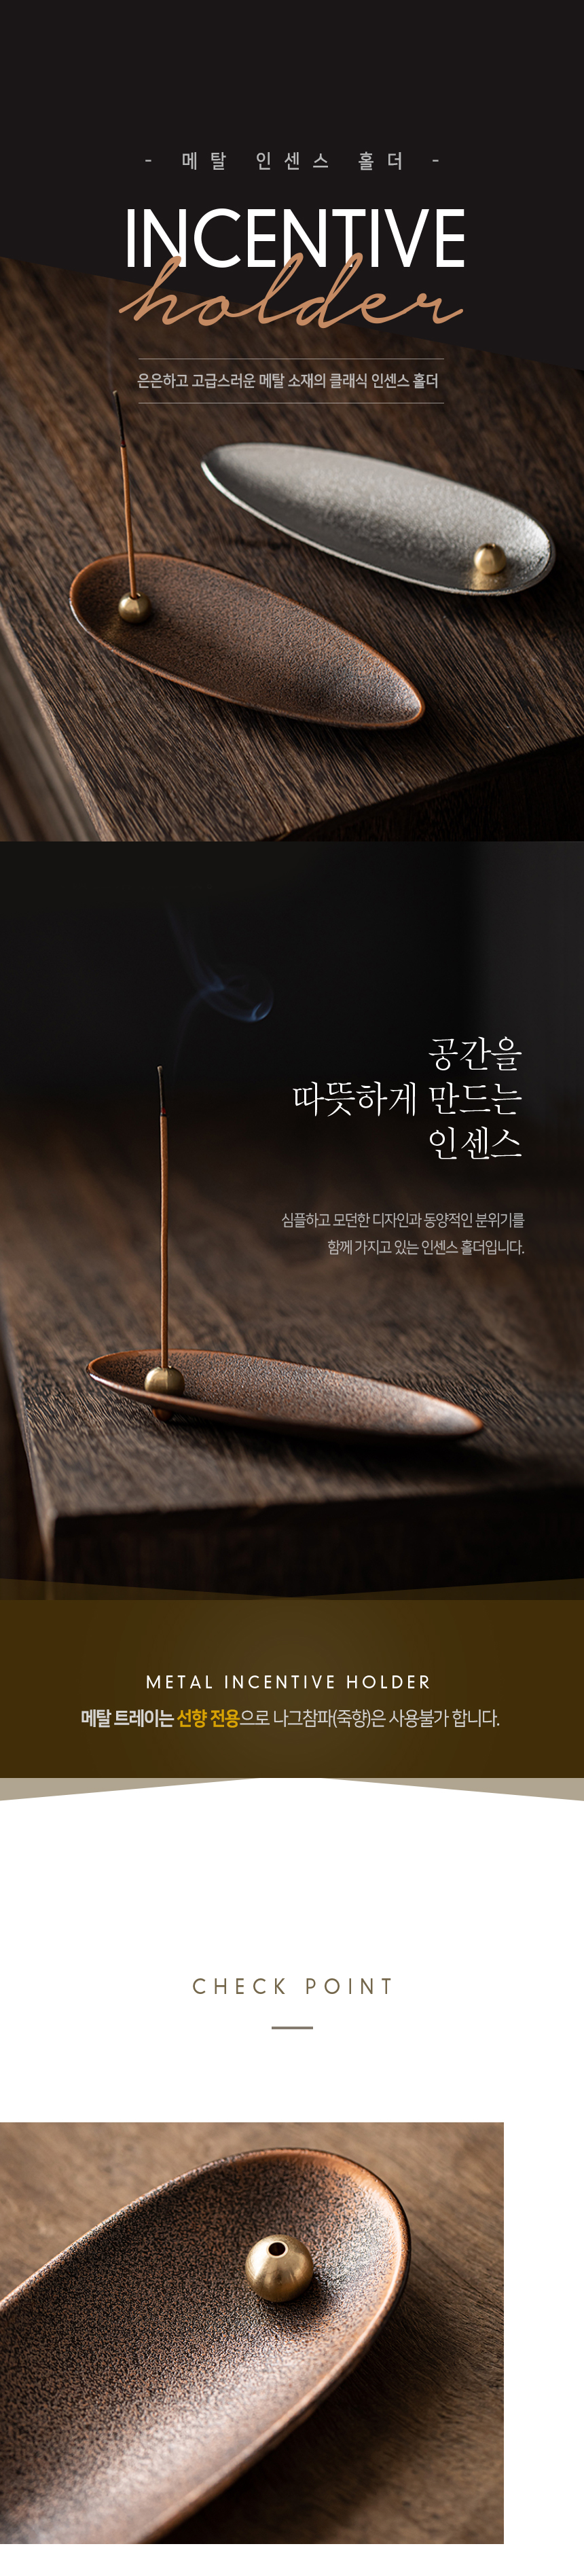 - 메탈 인센스 홀더 -
INCENTIVE
holder
은은하고 고급스러운 메탈 소재의 클래식 인센스 홀더
공간을
따뜻하게 만드는
인센스
심플하고 모던한 디자인과 동양적인 분위기를
함께 가지고 있는 인센스 홀더입니다.
METAL INCENTIVE HOLDER
메탈 트레이는 선향 전용으로 나그참파(죽향)은 사용불가 합니다.
CHECK POINT